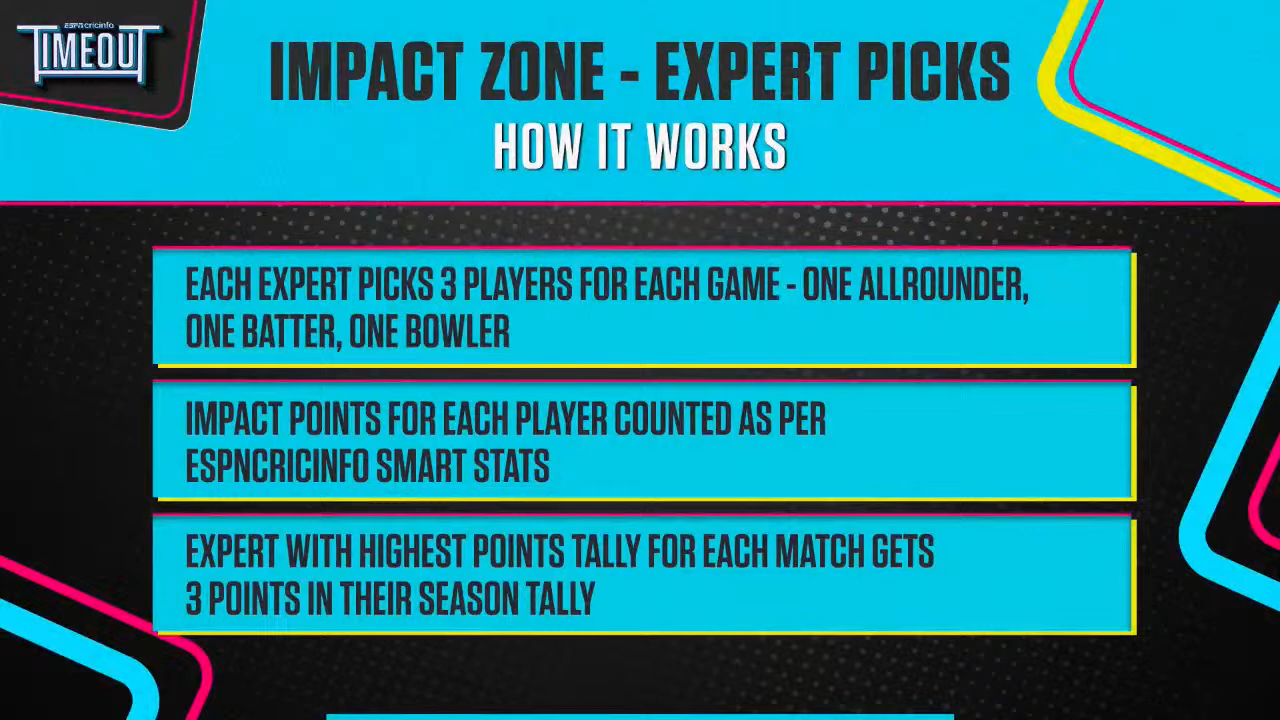 ESPNcricinfo
TIMEOUT
IMPACT ZONE - EXPERT PICKS
HOW IT WORKS
EACH EXPERT PICKS 3 PLAYERS FOR EACH GAME - ONE ALLROUNDER,
ONE BATTER, ONE BOWLER
IMPACT POINTS FOR EACH PLAYER COUNTED AS PER
ESPNCRICINFO SMART STATS
EXPERT WITH HIGHEST POINTS TALLY FOR EACH MATCH GETS
3 POINTS IN THEIR SEASON TALLY